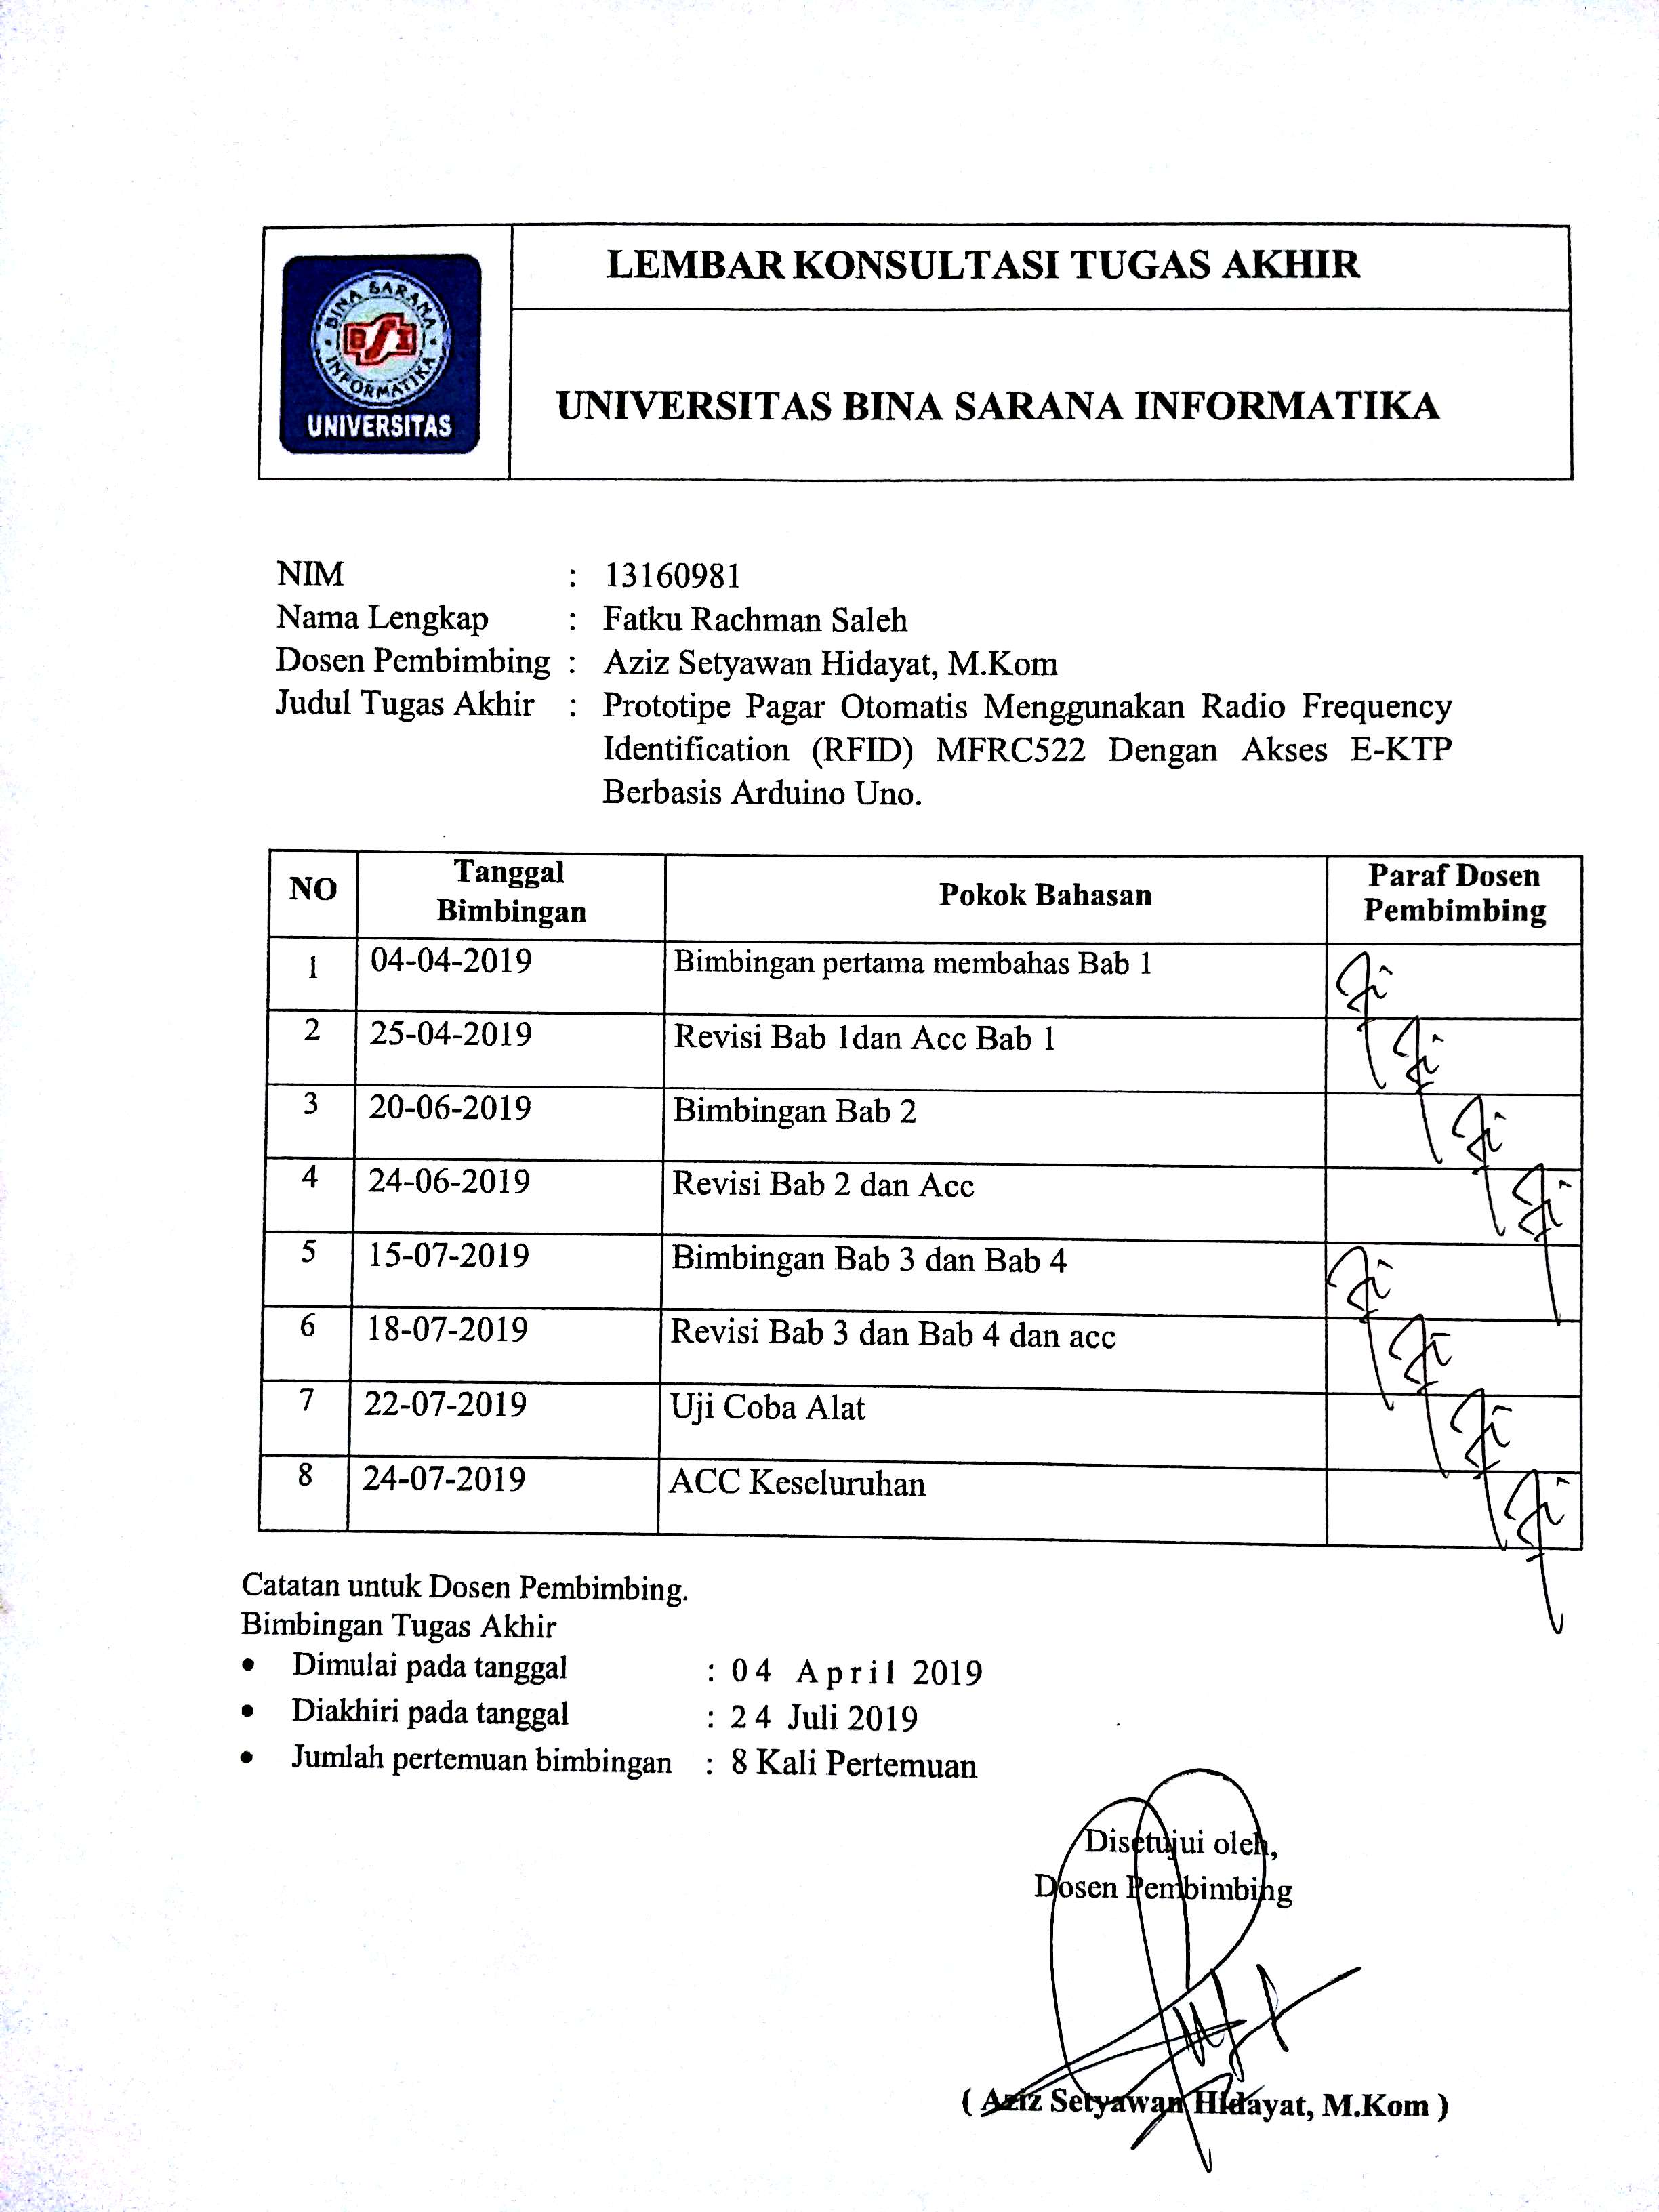 LEMBAR KONSULTASI TUGAS AKHIR
BINA SARANA
BSI
INFORMATIKA
UNIVERSITAS
UNIVERSITAS BINA SARANA INFORMATIKA
NIM : 13160981
Nama Lengkap : Fatku Rachman Saleh
Dosen Pembimbing : Aziz Setyawan Hidayat, M.Kom
Judul Tugas Akhir : Prototipe Pagar Otomatis Menggunakan Radio Frequency
Identification (RFID) MFRC522 Dengan Akses E-KTP
Berbasis Arduino Uno.
NO Tanggal Bimbingan Pokok Bahasan Paraf Dosen Pembimbing
1 04-04-2019 Bimbingan pertama membahas Bab 1
2 25-04-2019 Revisi Bab 1dan Acc Bab 1
3 20-06-2019 Bimbingan Bab 2
4 24-06-2019 Revisi Bab 2 dan Acc
5 15-07-2019 Bimbingan Bab 3 dan Bab 4
6 18-07-2019 Revisi Bab 3 dan Bab 4 dan acc
7 22-07-2019 Uji Coba Alat
8 24-07-2019 ACC Keseluruhan
Catatan untuk Dosen Pembimbing.
Bimbingan Tugas Akhir
• Dimulai pada tanggal : 04 April 2019
• Diakhiri pada tanggal : 24 Juli 2019
• Jumlah pertemuan bimbingan : 8 Kali Pertemuan
Disetujui oleh,
Dosen Pembimbing
( Aziz Setyawan Hidayat, M.Kom )